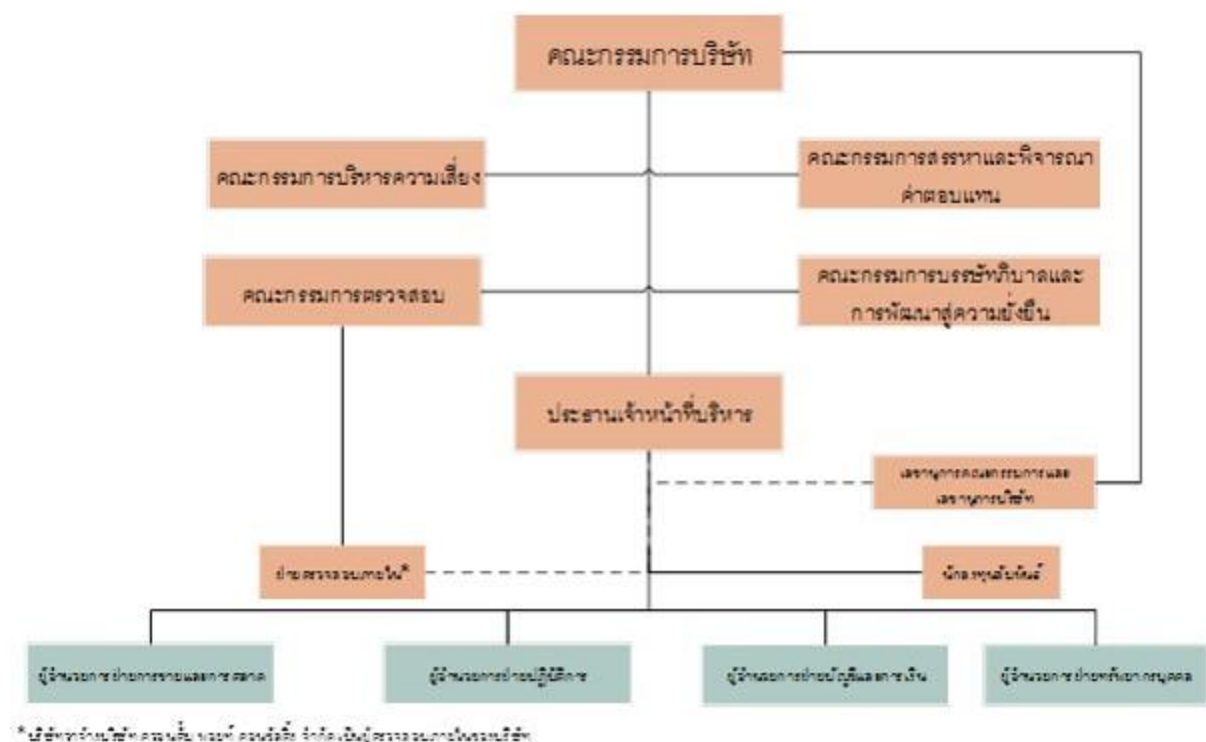 คณะกรรมการบริษัท
คณะกรรมการบริหารความเสี่ยง
คณะกรรมการสรรหาและพิจารณา
ค่าตอบแทน
คณะกรรมการตรวจสอบ
คณะกรรมการบรรษัทภิบาลและ
การพัฒนาสู่ความยั่งยืน
ประธานเจ้าหน้าที่บริหาร
เลขานุการคณะกรรมการและ
เลขานุการบริษัท
ฝ่ายตรวจสอบภายใน*
นักลงทุนสัมพันธ์
ผู้อำนวยการฝ่ายการขายและการตลาด
ผู้อำนวยการฝ่ายปฏิบัติการ
ผู้อำนวยการฝ่ายบัญชีและการเงิน
ผู้อำนวยการฝ่ายทรัพยากรบุคคล